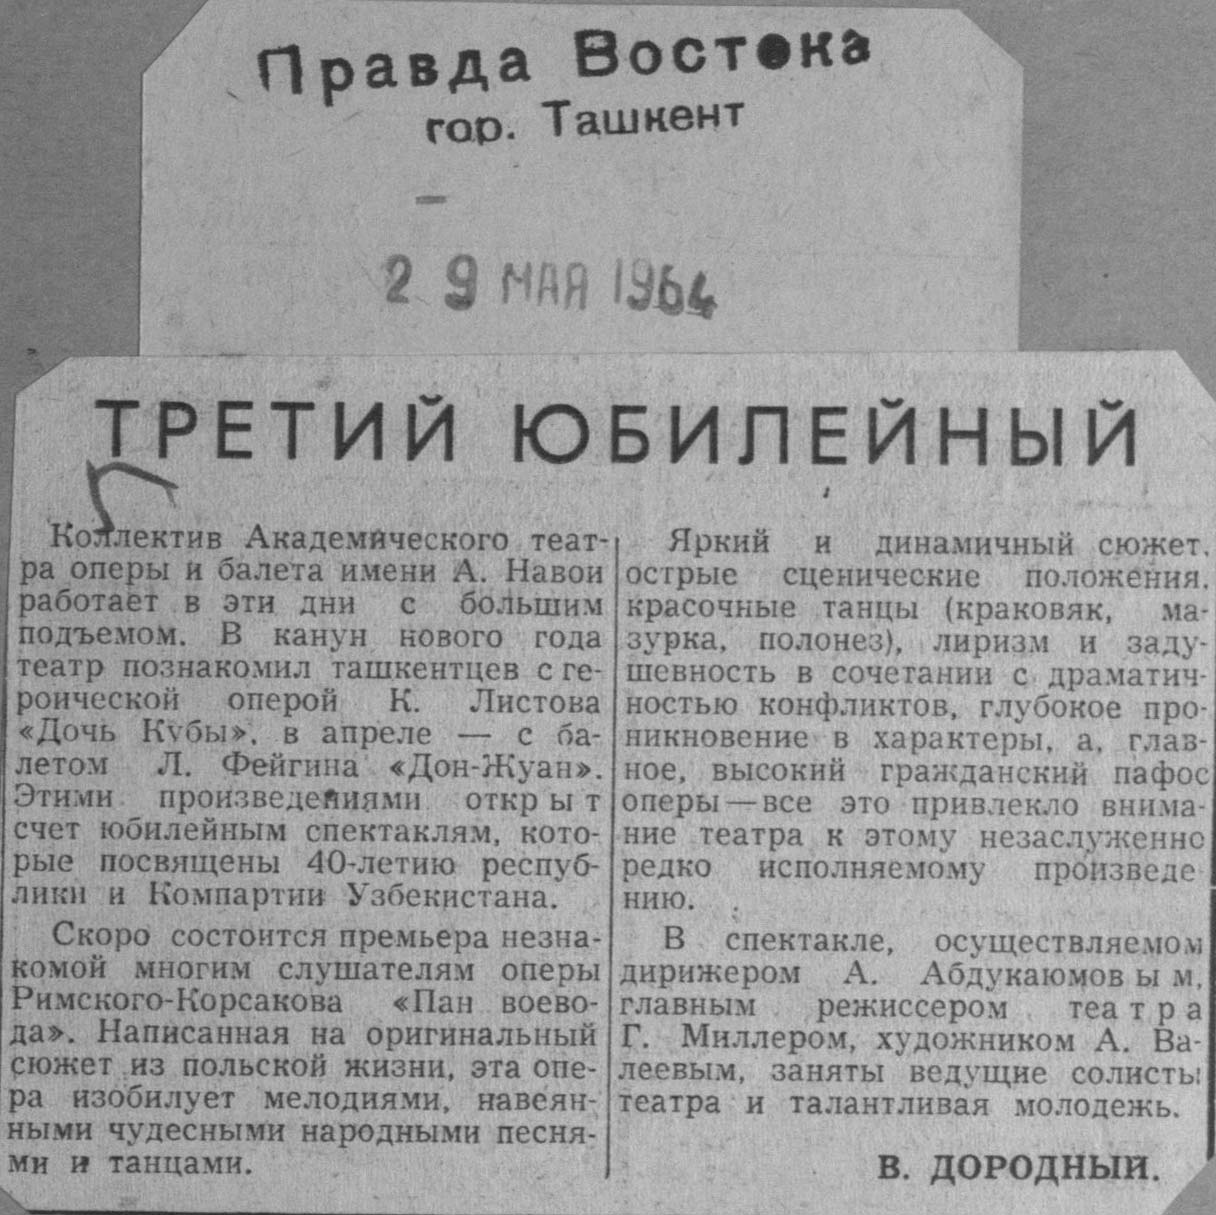 Правда Востока
гор. Ташкент
29 МАЯ 1964
ТРЕТИЙ ЮБИЛЕЙНЫЙ
Коллектив Академического теат-
ра оперы и балета имени А. Навои
работает в эти дни с большим
подъемом. В канун нового года
театр познакомил ташкентцев с ге-
роической оперой К. Листова
«Дочь Кубы», в апреле — с ба-
летом Л. Фейгина «Дон-Жуан».
Этими произведениями открыт
счет юбилейным спектаклям, кото-
рые посвящены 40-летию респуб-
лики и Компартии Узбекистана.
Скоро состоится премьера незна-
комой многим слушателям оперы
Римского-Корсакова «Пан воево-
да». Написанная на оригинальный
сюжет из польской жизни, эта опе-
ра изобилует мелодиями, навеян-
ными чудесными народными песня-
ми и танцами.
Яркий и динамичный сюжет,
острые сценические положения,
красочные танцы (краковяк, ма-
зурка, полонез), лиризм и заду-
шевность в сочетании с драматич-
ностью конфликтов, глубокое про-
никновение в характеры, а, глав-
ное, высокий гражданский пафос
оперы — все это привлекло внима-
ние театра к этому незаслуженно
редко исполняемому произведе
нию.
В спектакле, осуществляемом
дирижером А. Абдукаюмовым,
главным режиссером театра
Г. Миллером, художником А. Ва-
леевым, заняты ведущие солисты
театра и талантливая молодежь.
В. ДОРОДНЫЙ.